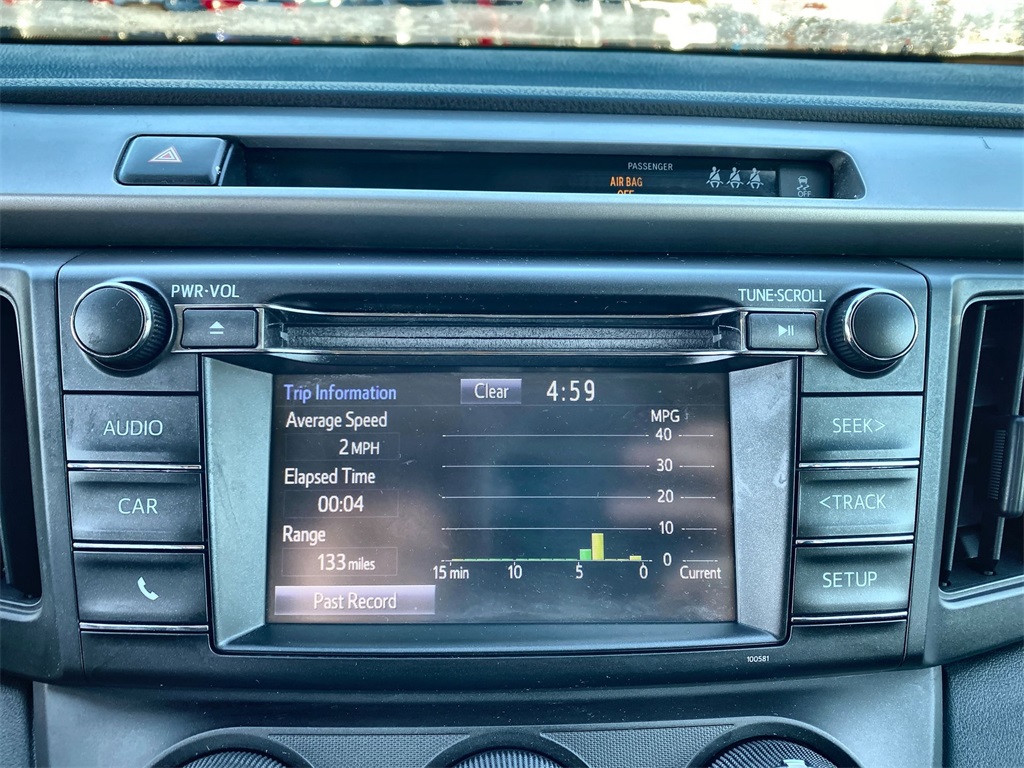 PASSENGER
AIR BAG
OFF
OFF
PWR·VOL
TUNE·SCROLL
Trip Information
Clear
4:59
AUDIO
Average Speed
MPG
SEEK>
2 MPH
40
30
Elapsed Time
CAR
00:04
20
<TRACK
Range
10
133 miles
0
15 min 10 5 0 Current
SETUP
Past Record
100581